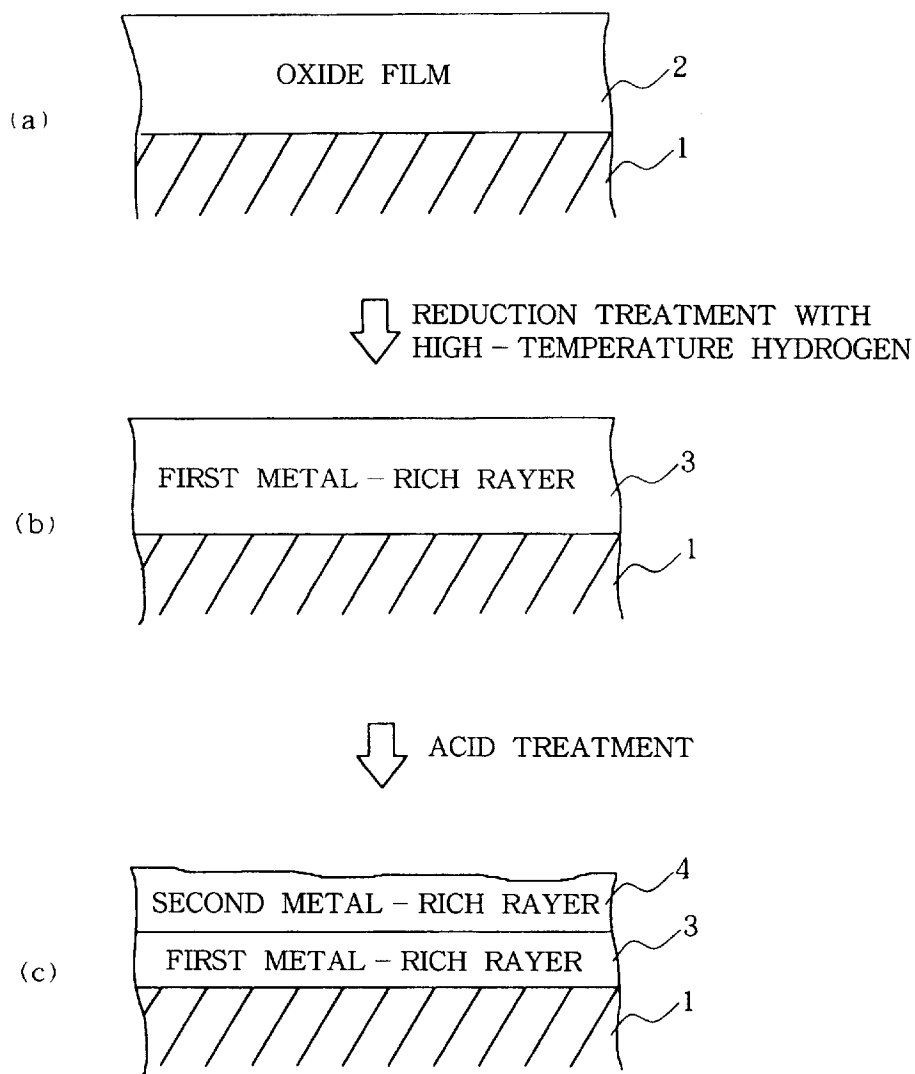 OXIDE FILM
2
(a)
1
REDUCTION TREATMENT WITH
HIGH – TEMPERATURE HYDROGEN
FIRST METAL – RICH RAYER
3
(b)
1
ACID TREATMENT
4
SECOND METAL – RICH RAYER
3
FIRST METAL – RICH RAYER
(c)
1